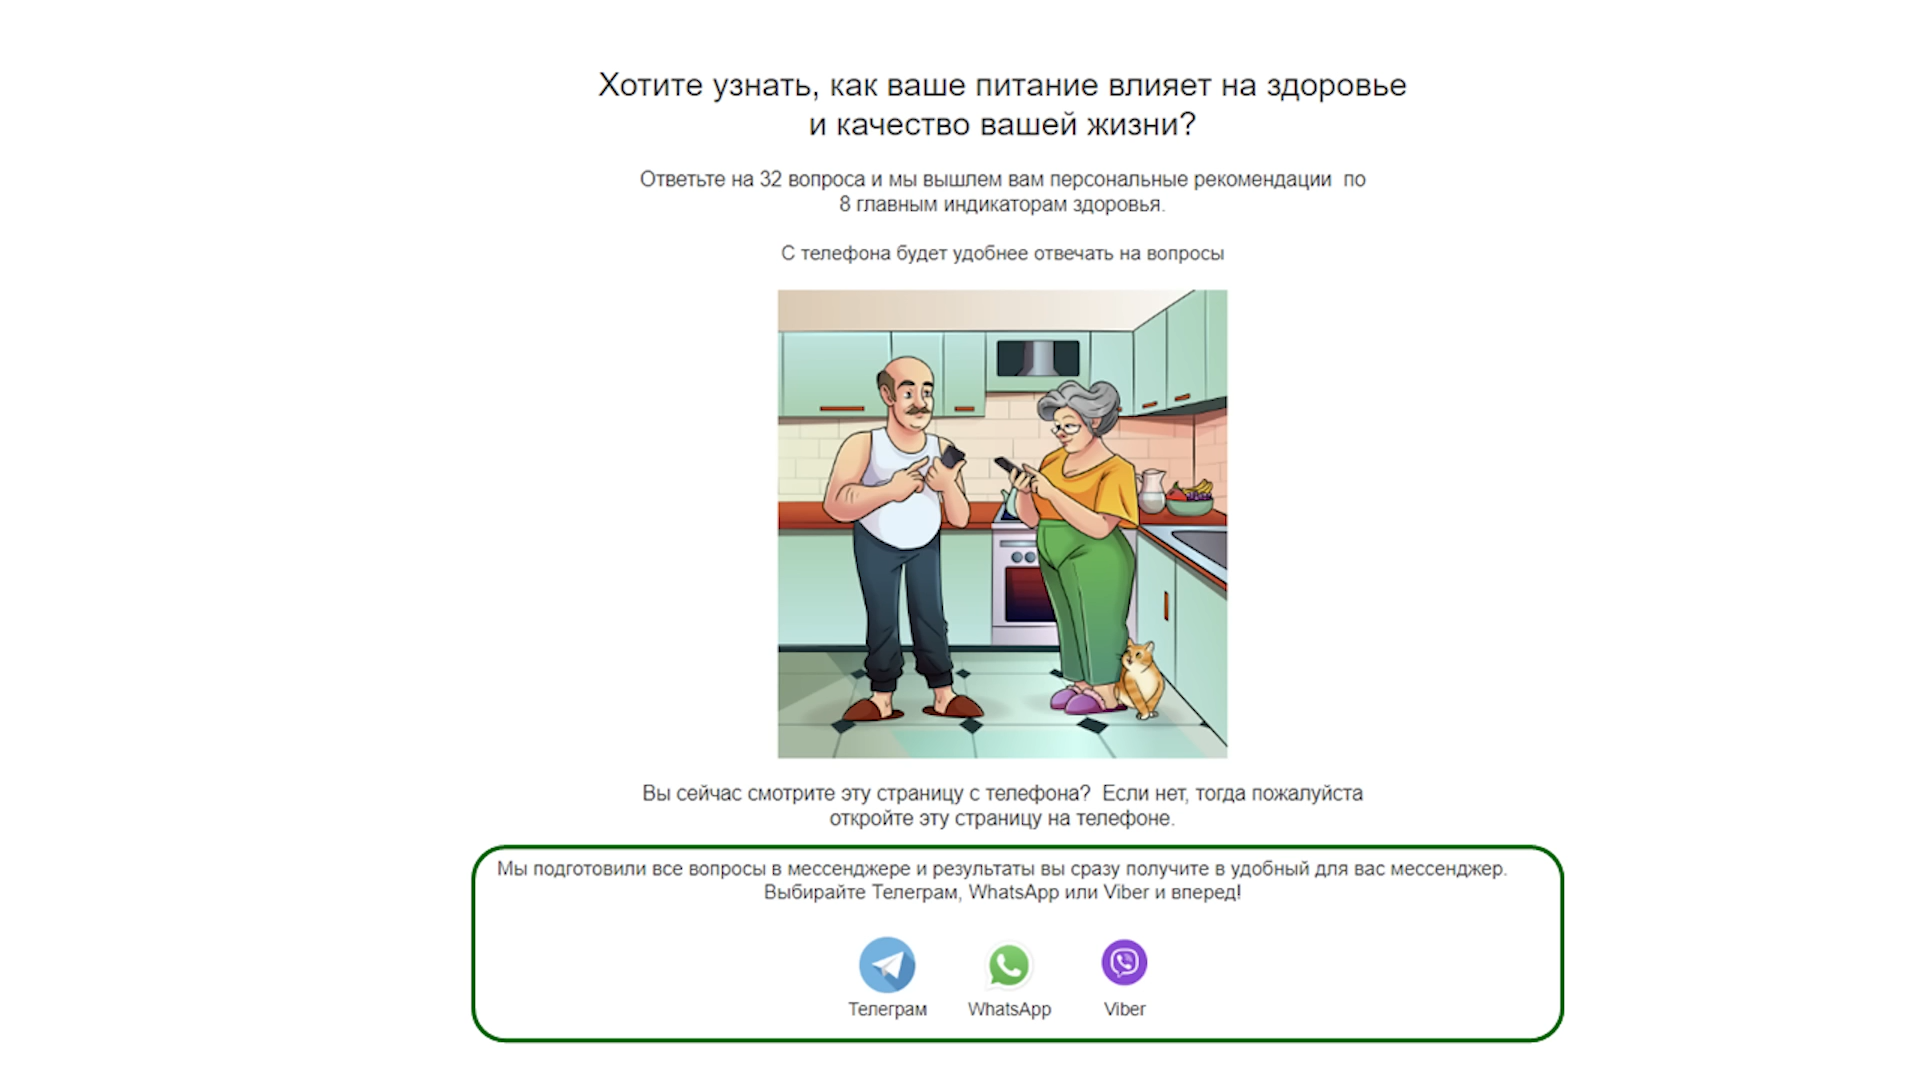 Хотите узнать, как ваше питание влияет на здоровье
и качество вашей жизни?
Ответьте на 32 вопроса и мы вышлем вам персональные рекомендации по
8 главным индикаторам здоровья.
С телефона будет удобнее отвечать на вопросы
Вы сейчас смотрите эту страницу с телефона? Если нет, тогда пожалуйста
откройте эту страницу на телефоне.
Мы подготовили все вопросы в мессенджере и результаты вы сразу получите в удобный для вас мессенджер.
Выбирайте Телеграм, WhatsApp или Viber и вперед!
Телеграм
WhatsApp
Viber